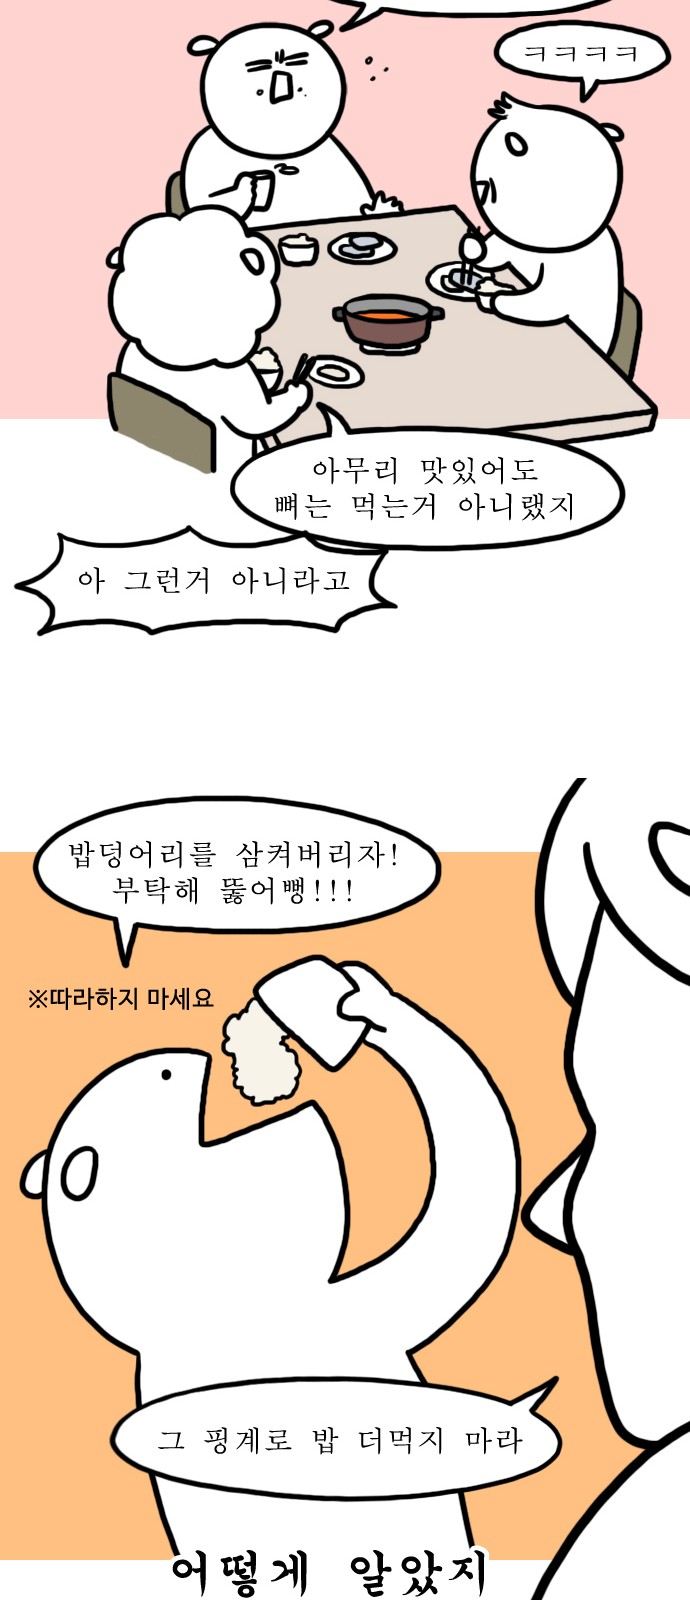 ㅋㅋㅋㅋ
아무리 맛있어도
뼈는 먹는거 아니랬지
아 그런거 아니라고
밥덩어리를 삼켜버리자!
부탁해 뚫어뻥!!!
※따라하지 마세요
그 핑계로 밥 더먹지 마라
어떻게 알았지